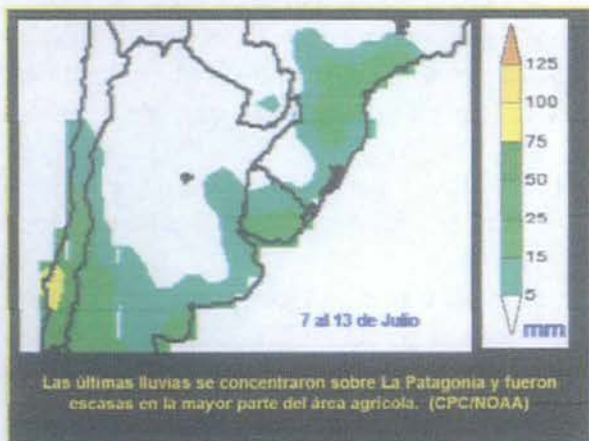 125
100
75
50
25
15
5
mm
7 al 13 de Julio
Las últimas lluvias se concentraron sobre La Patagonia y fueron
escasas en la mayor parte del área agrícola. (CPC/NOAA)